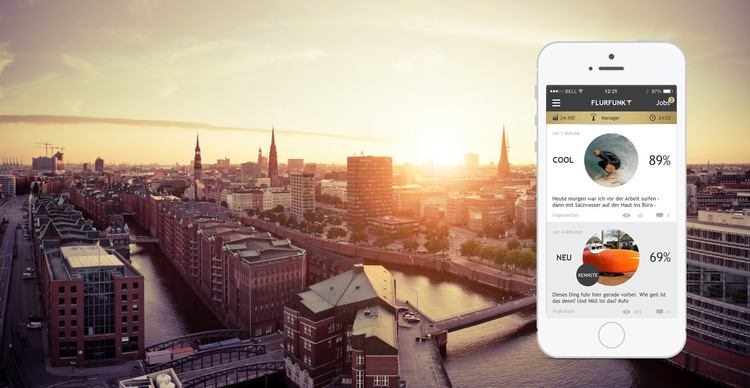 BELL 12:21 87%
FLURFUNK Jobs
24.450 Manager 24:53
vor 1 Minute
COOL 89%
Heute morgen war ich vor der Arbeit surfen -
dann mit Salzwasser auf der Haut ins Büro -
Angestellter 68 3
vor 4 Minuten
NEU 69%
KENNSTE
Dieses Ding fuhr hier gerade vorbei. Wie geil ist
das denn? Und WAS ist das? #ufo
Praktikant 11